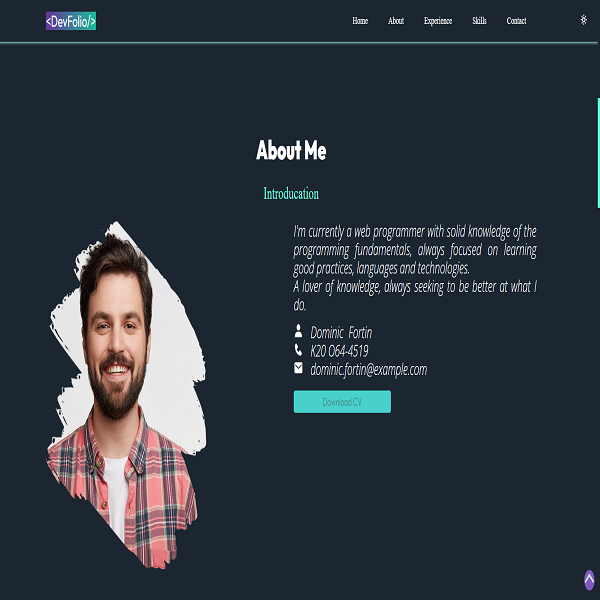 <DevFolio/>
Home About Experience Skills Contact
About Me
Introducation
I'm currently a web programmer with solid knowledge of the
programming fundamentals, always focused on learning
good practices, languages and technologies.
A lover of knowledge, always seeking to be better at what I
do.
Dominic Fortin
K20 O64-4519
dominic.fortin@example.com
Download CV